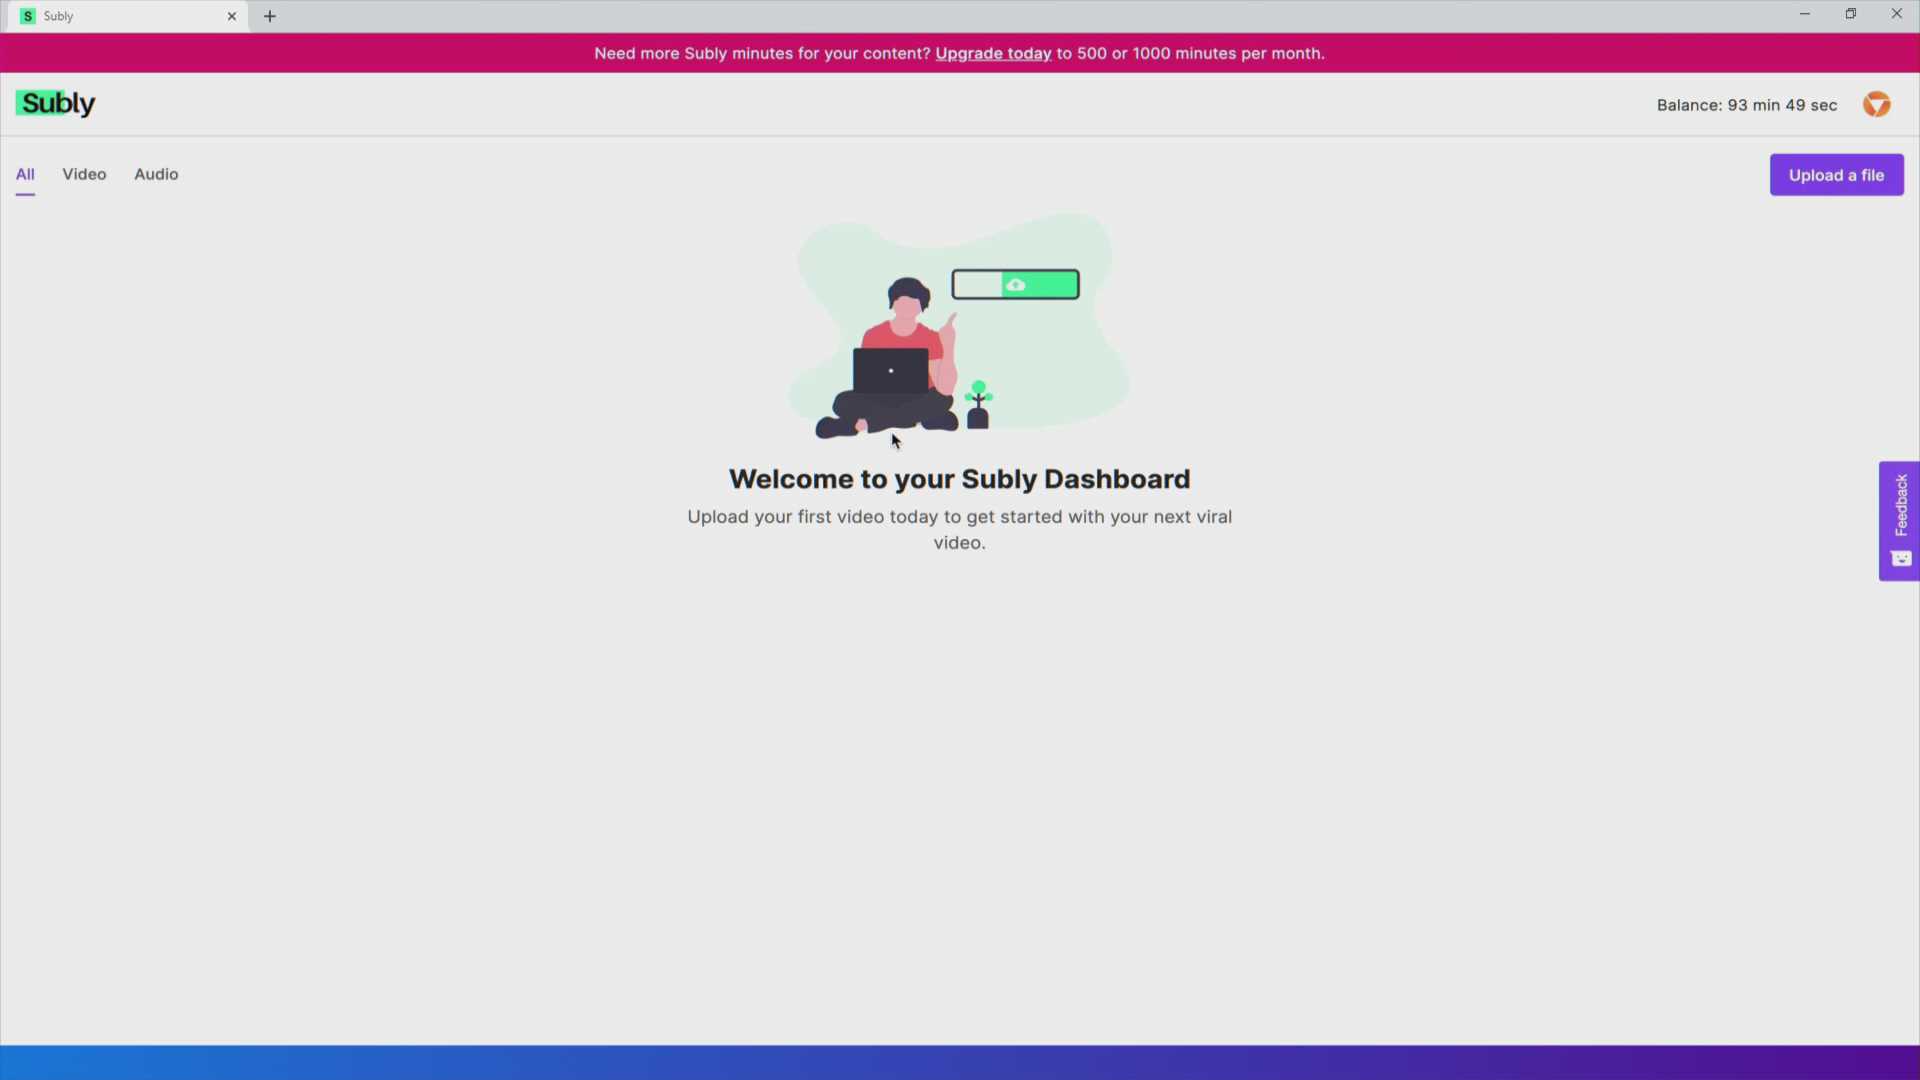 S Subly
Need more Subly minutes for your content? Upgrade today to 500 or 1000 minutes per month.
Subly
Balance: 93 min 49 sec
All Video Audio
Upload a file
Welcome to your Subly Dashboard
Upload your first video today to get started with your next viral
video.
Feedback